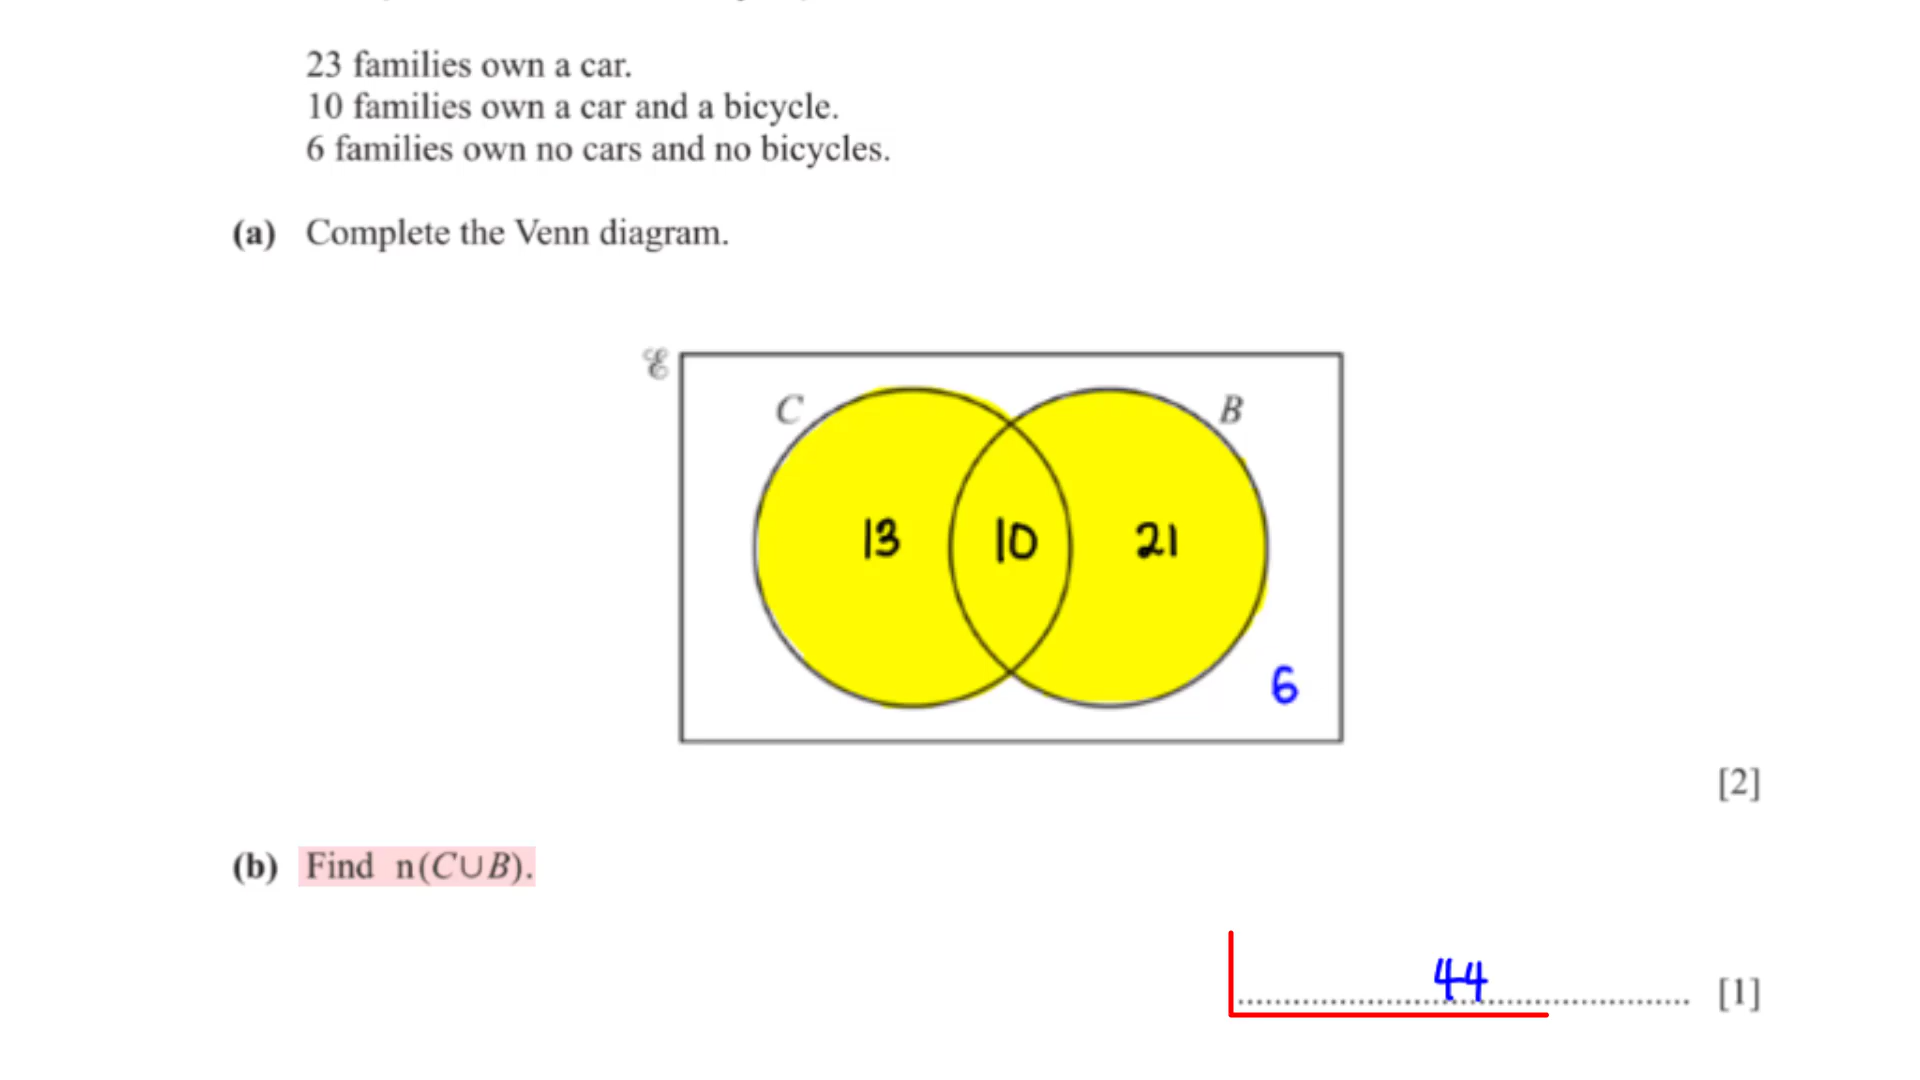 23 families own a car.
10 families own a car and a bicycle.
6 families own no cars and no bicycles.
(a) Complete the Venn diagram.
ℰ
C B
13 10 21
6
[2]
(b) Find n(C∪B).
44
.................................................. [1]